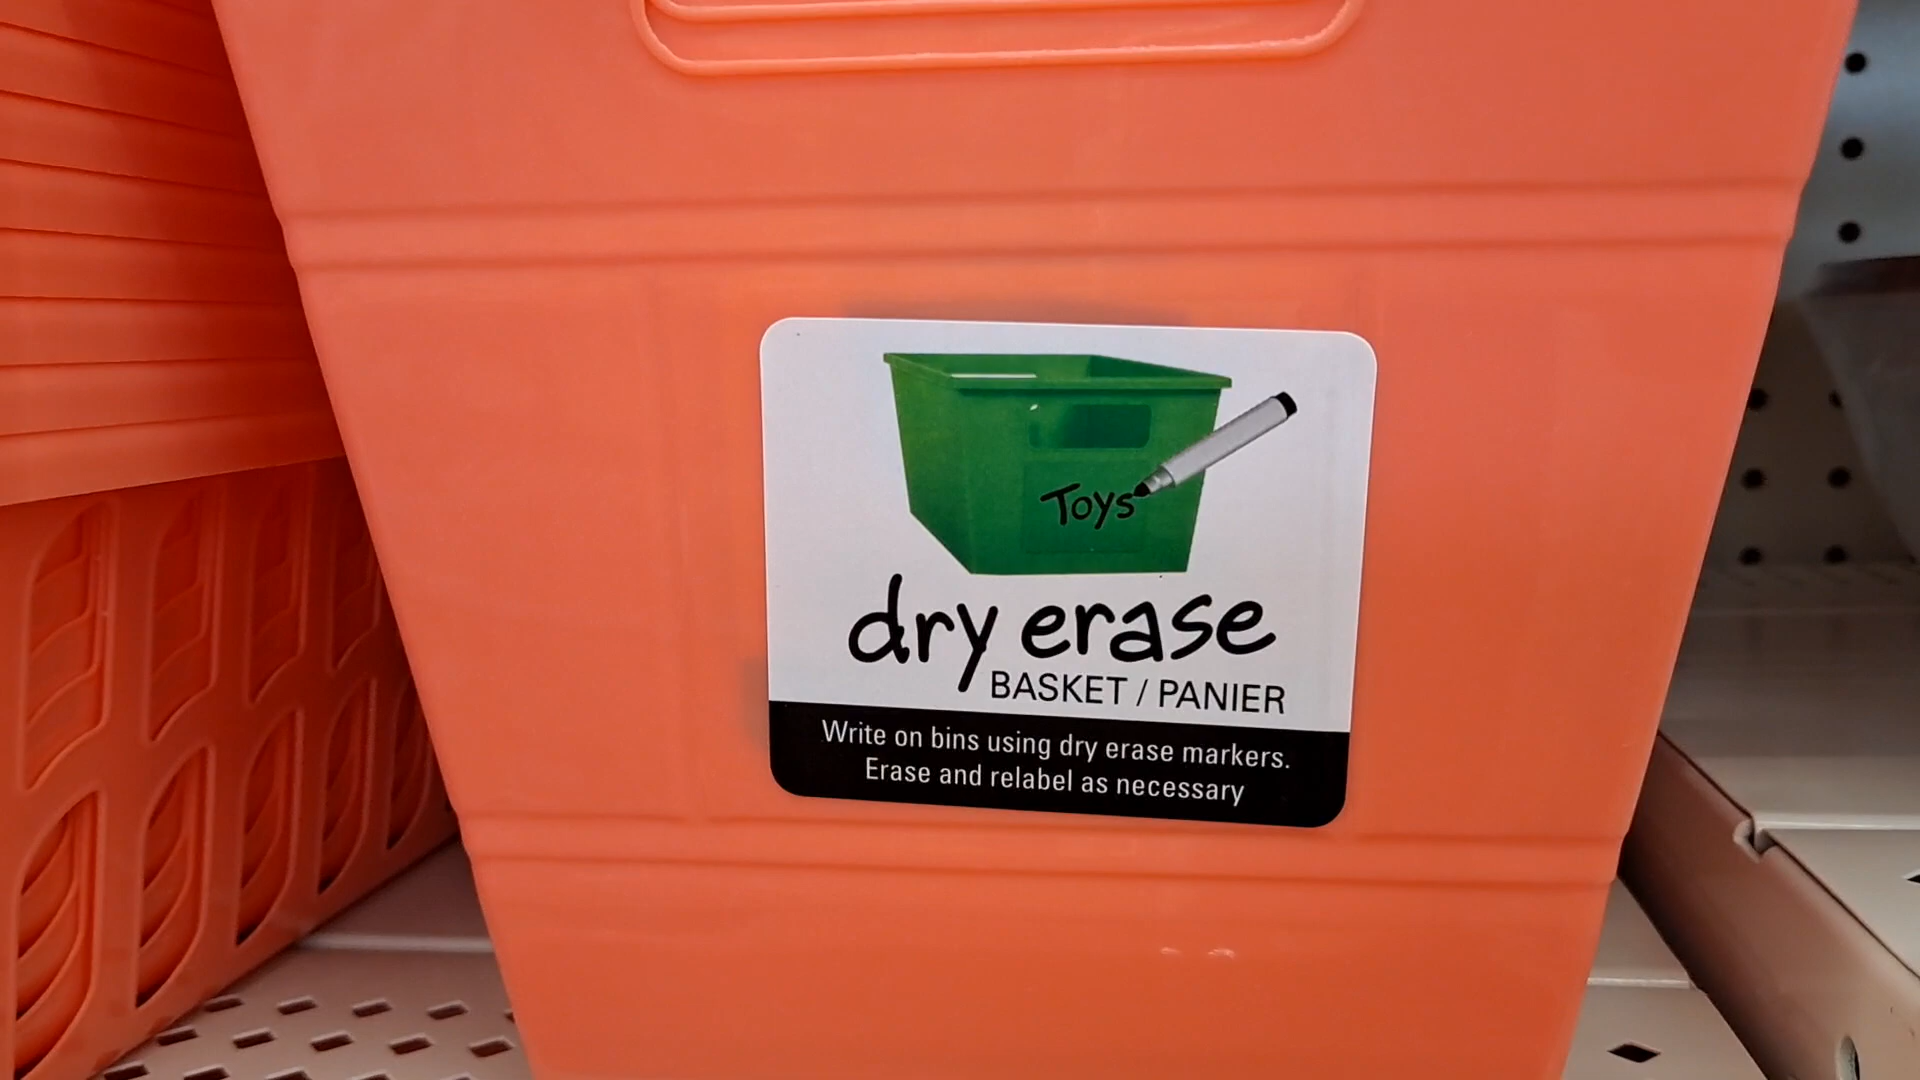 Toys
dry erase
BASKET / PANIER
Write on bins using dry erase markers.
Erase and relabel as necessary